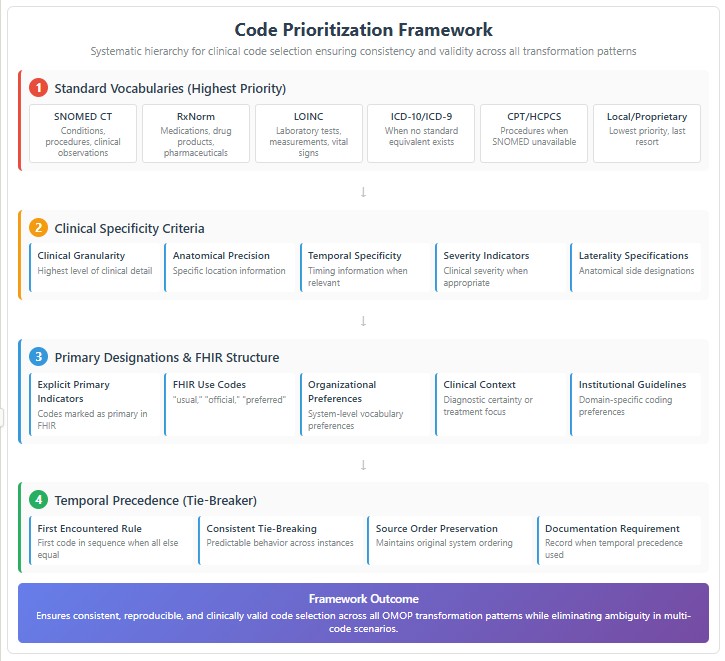 Code Prioritization Framework
Systematic hierarchy for clinical code selection ensuring consistency and validity across all transformation patterns
1 Standard Vocabularies (Highest Priority)
SNOMED CT
Conditions,
procedures, clinical
observations
RxNorm
Medications, drug
products,
pharmaceuticals
LOINC
Laboratory tests,
measurements, vital
signs
ICD-10/ICD-9
When no standard
equivalent exists
CPT/HCPCS
Procedures when
SNOMED unavailable
Local/Proprietary
Lowest priority, last
resort
↓
2 Clinical Specificity Criteria
Clinical Granularity
Highest level of clinical detail
Anatomical Precision
Specific location information
Temporal Specificity
Timing information when
relevant
Severity Indicators
Clinical severity when
appropriate
Laterality Specifications
Anatomical side designations
↓
3 Primary Designations & FHIR Structure
Explicit Primary
Indicators
Codes marked as primary in
FHIR
FHIR Use Codes
"usual," "official," "preferred"
Organizational
Preferences
System-level vocabulary
preferences
Clinical Context
Diagnostic certainty or
treatment focus
Institutional Guidelines
Domain-specific coding
preferences
↓
4 Temporal Precedence (Tie-Breaker)
First Encountered Rule
First code in sequence when all else
equal
Consistent Tie-Breaking
Predictable behavior across instances
Source Order Preservation
Maintains original system ordering
Documentation Requirement
Record when temporal precedence
used
Framework Outcome
Ensures consistent, reproducible, and clinically valid code selection across all OMOP transformation patterns while eliminating ambiguity in multi-
code scenarios.